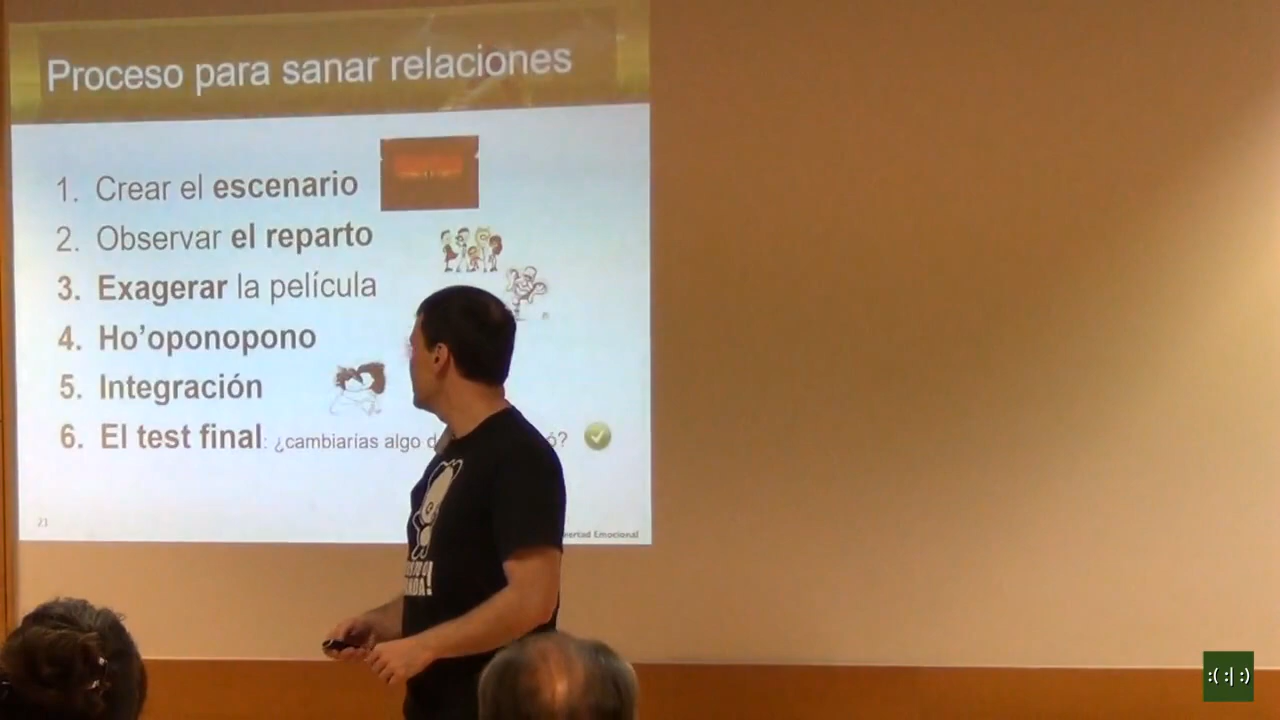 Proceso para sanar relaciones
1. Crear el escenario
2. Observar el reparto
3. Exagerar la película
4. Ho'oponopono
5. Integración
6. El test final: ¿cambiarías algo
23
Emocional
:( :| :)